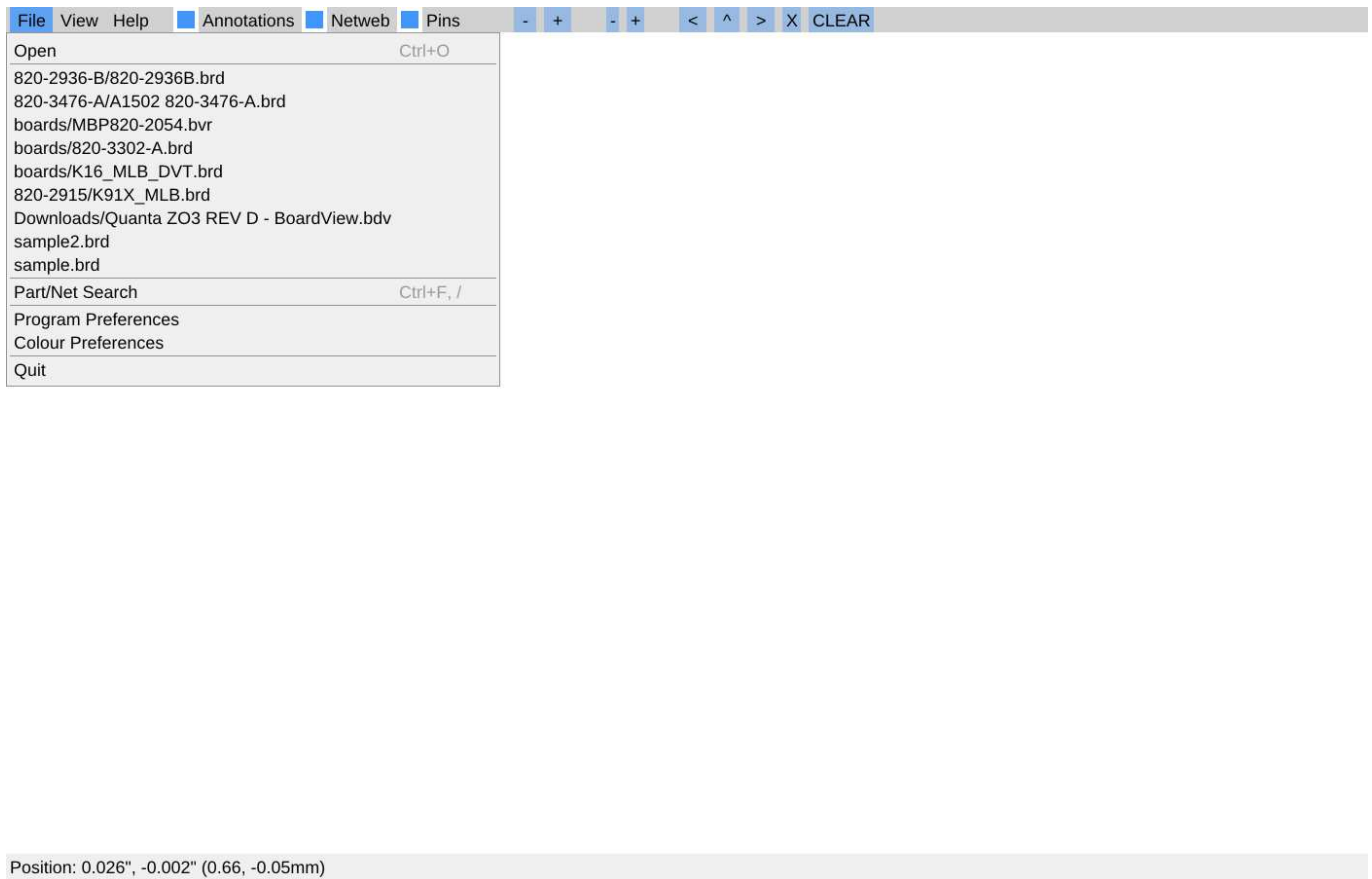 File View Help Annotations Netweb Pins - + - + < ^ > X CLEAR
Open Ctrl+O
820-2936-B/820-2936B.brd
820-3476-A/A1502 820-3476-A.brd
boards/MBP820-2054.bvr
boards/820-3302-A.brd
boards/K16_MLB_DVT.brd
820-2915/K91X_MLB.brd
Downloads/Quanta ZO3 REV D - BoardView.bdv
sample2.brd
sample.brd
Part/Net Search Ctrl+F, /
Program Preferences
Colour Preferences
Quit
Position: 0.026", -0.002" (0.66, -0.05mm)